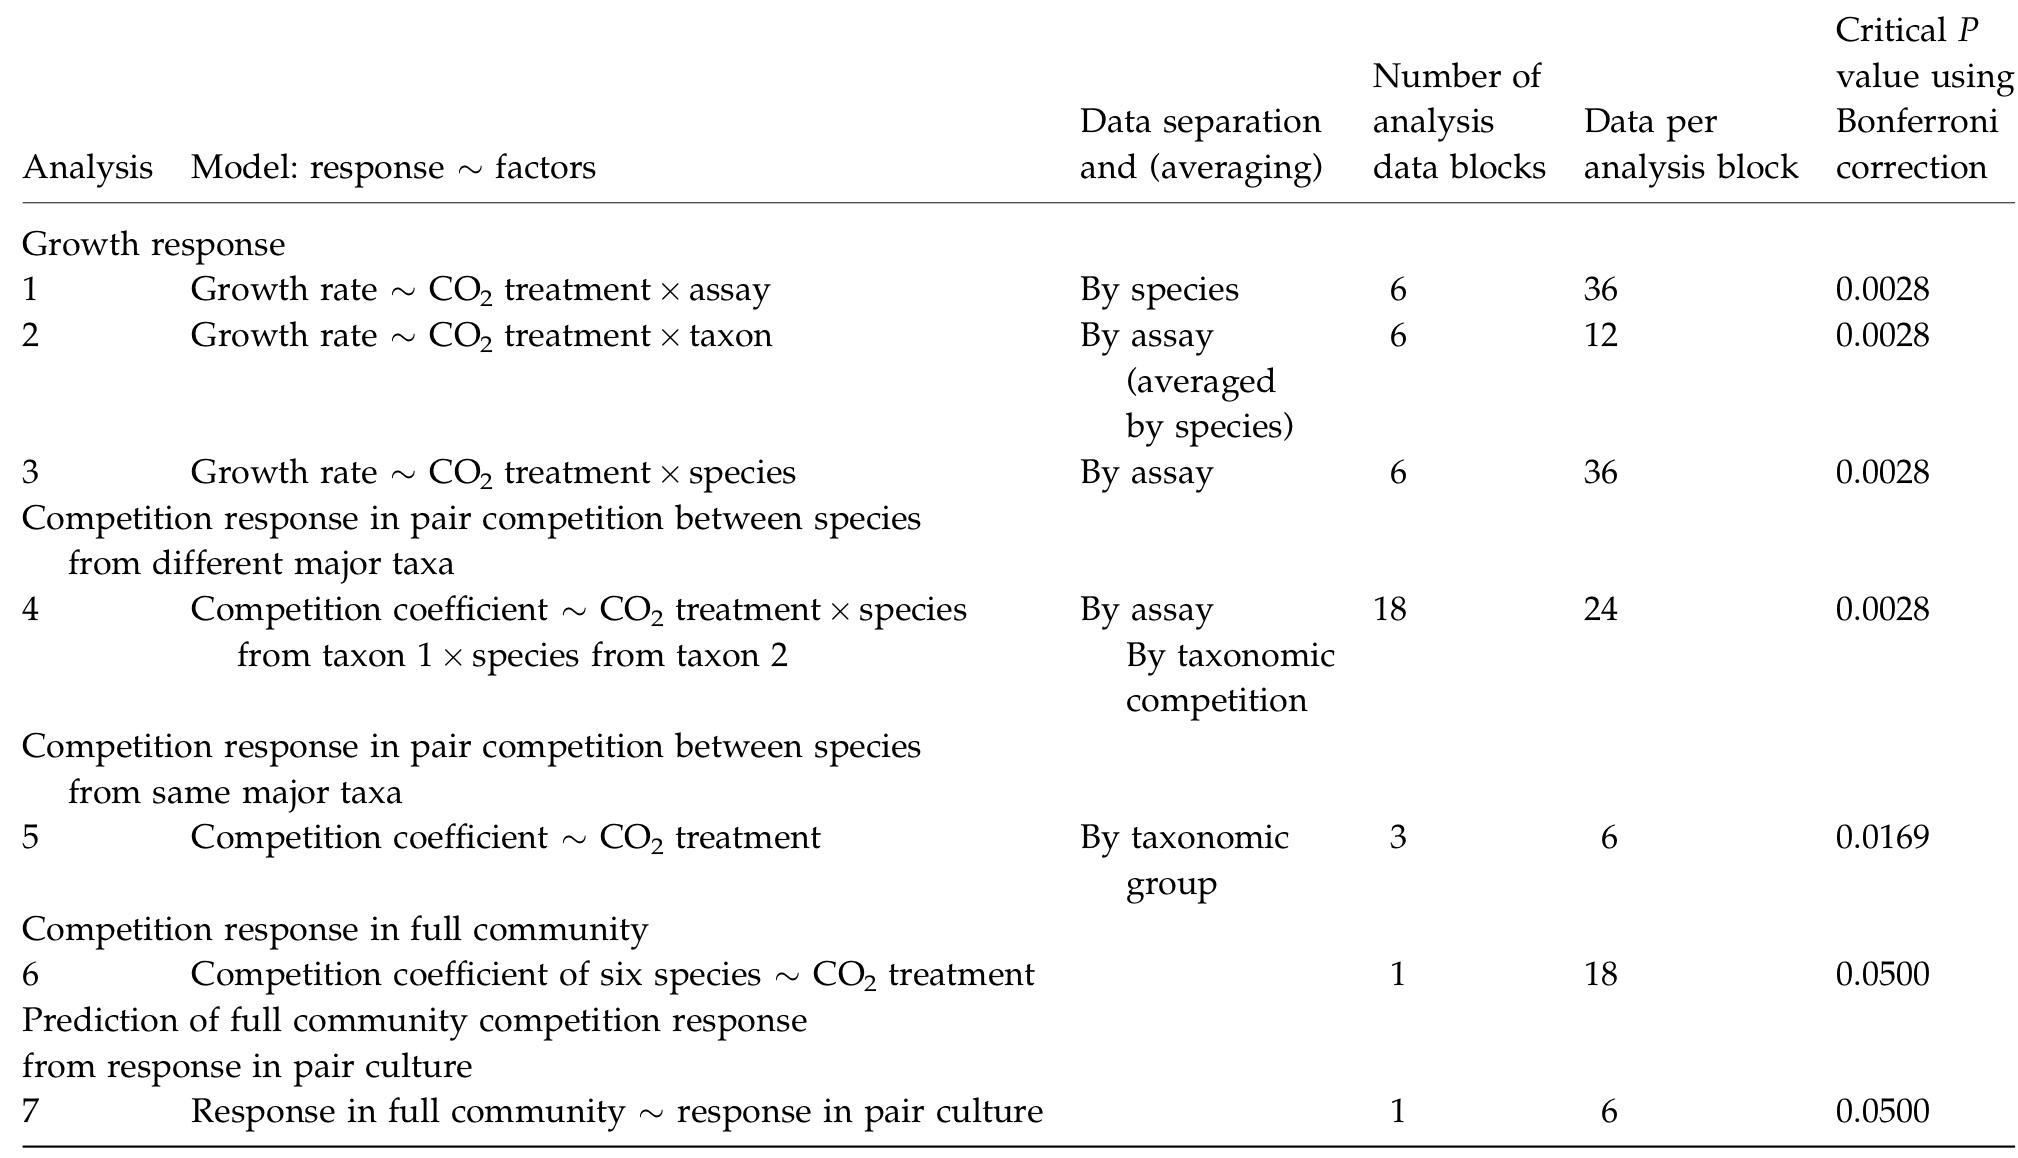 Critical P
Number of value using
Data separation analysis Data per Bonferroni
Analysis Model: response ~ factors and (averaging) data blocks analysis block correction
Growth response
1 Growth rate ~ CO₂ treatment × assay By species 6 36 0.0028
2 Growth rate ~ CO₂ treatment × taxon By assay 6 12 0.0028
(averaged
by species)
3 Growth rate ~ CO₂ treatment × species By assay 6 36 0.0028
Competition response in pair competition between species
from different major taxa
4 Competition coefficient ~ CO₂ treatment × species By assay 18 24 0.0028
from taxon 1 × species from taxon 2 By taxonomic
competition
Competition response in pair competition between species
from same major taxa
5 Competition coefficient ~ CO₂ treatment By taxonomic 3 6 0.0169
group
Competition response in full community
6 Competition coefficient of six species ~ CO₂ treatment 1 18 0.0500
Prediction of full community competition response
from response in pair culture
7 Response in full community ~ response in pair culture 1 6 0.0500